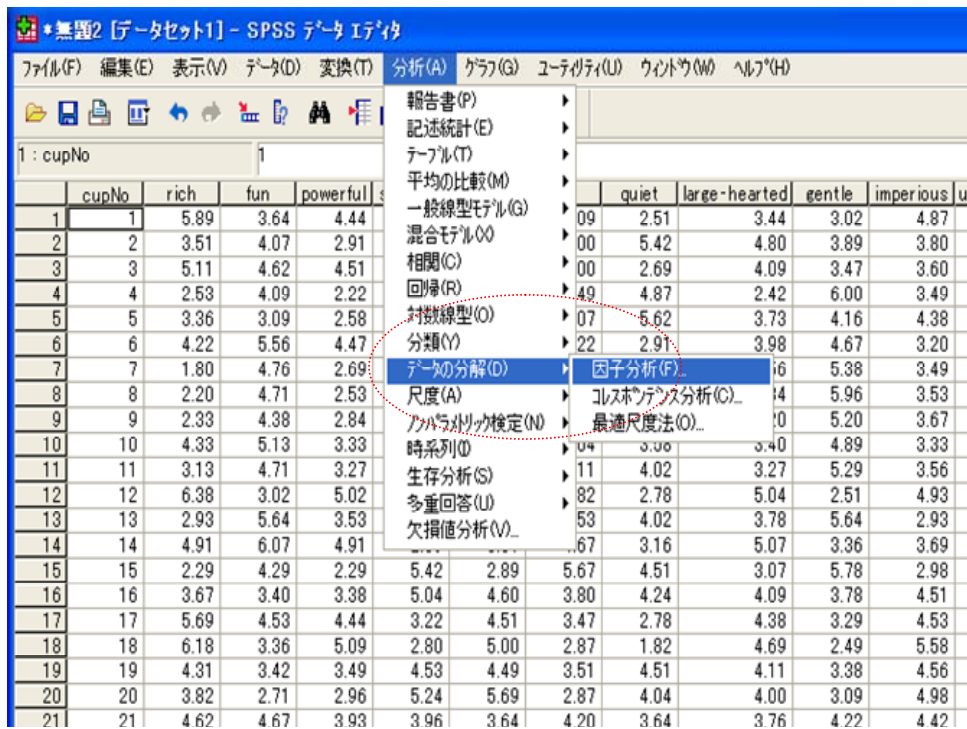 *無題2 [データセット1] - SPSS データ エディタ
ファイル(F) 編集(E) 表示(V) データ(D) 変換(T) 分析(A) グラフ(G) ユーティリティ(U) ウィンドウ(W) ヘルプ(H)
報告書(P)
記述統計(E)
テーブル(T)
平均の比較(M)
一般線型モデル(G)
混合モデル(X)
相関(C)
回帰(R)
対数線型(O)
分類(Y)
データの分解(D)
尺度(A)
ノンパラメトリック検定(N)
時系列(I)
生存分析(S)
多重回答(U)
欠損値分析(V)...
因子分析(F)...
コレスポンデンス分析(C)...
最適尺度法(O)...
1 : cupNo 1
cupNo rich fun powerful s quiet large-hearted gentle imperious u
1 1 5.89 3.64 4.44 09 2.51 3.44 3.02 4.87
2 2 3.51 4.07 2.91 00 5.42 4.80 3.89 3.80
3 3 5.11 4.62 4.51 00 2.69 4.09 3.47 3.60
4 4 2.53 4.09 2.22 49 4.87 2.42 6.00 3.49
5 5 3.36 3.09 2.58 07 5.62 3.73 4.16 4.38
6 6 4.22 5.56 4.47 22 2.91 3.98 4.67 3.20
7 7 1.80 4.76 2.69 56 5.38 3.49
8 8 2.20 4.71 2.53 34 5.96 3.53
9 9 2.33 4.38 2.84 20 5.20 3.67
10 10 4.33 5.13 3.33 04 3.58 3.40 4.89 3.33
11 11 3.13 4.71 3.27 11 4.02 3.27 5.29 3.56
12 12 6.38 3.02 5.02 82 2.78 5.04 2.51 4.93
13 13 2.93 5.64 3.53 53 4.02 3.78 5.64 2.93
14 14 4.91 6.07 4.91 67 3.16 5.07 3.36 3.69
15 15 2.29 4.29 2.29 5.42 2.89 5.67 4.51 3.07 5.78 2.98
16 16 3.67 3.40 3.38 5.04 4.60 3.80 4.24 4.09 3.78 4.51
17 17 5.69 4.53 4.44 3.22 4.51 3.47 2.78 4.38 3.29 4.53
18 18 6.18 3.36 5.09 2.80 5.00 2.87 1.82 4.69 2.49 5.58
19 19 4.31 3.42 3.49 4.53 4.49 3.51 4.51 4.11 3.38 4.56
20 20 3.82 2.71 2.96 5.24 5.69 2.87 4.04 4.00 3.09 4.98
21 21 4.62 4.67 3.93 3.96 3.64 4.20 3.64 3.76 4.22 4.42